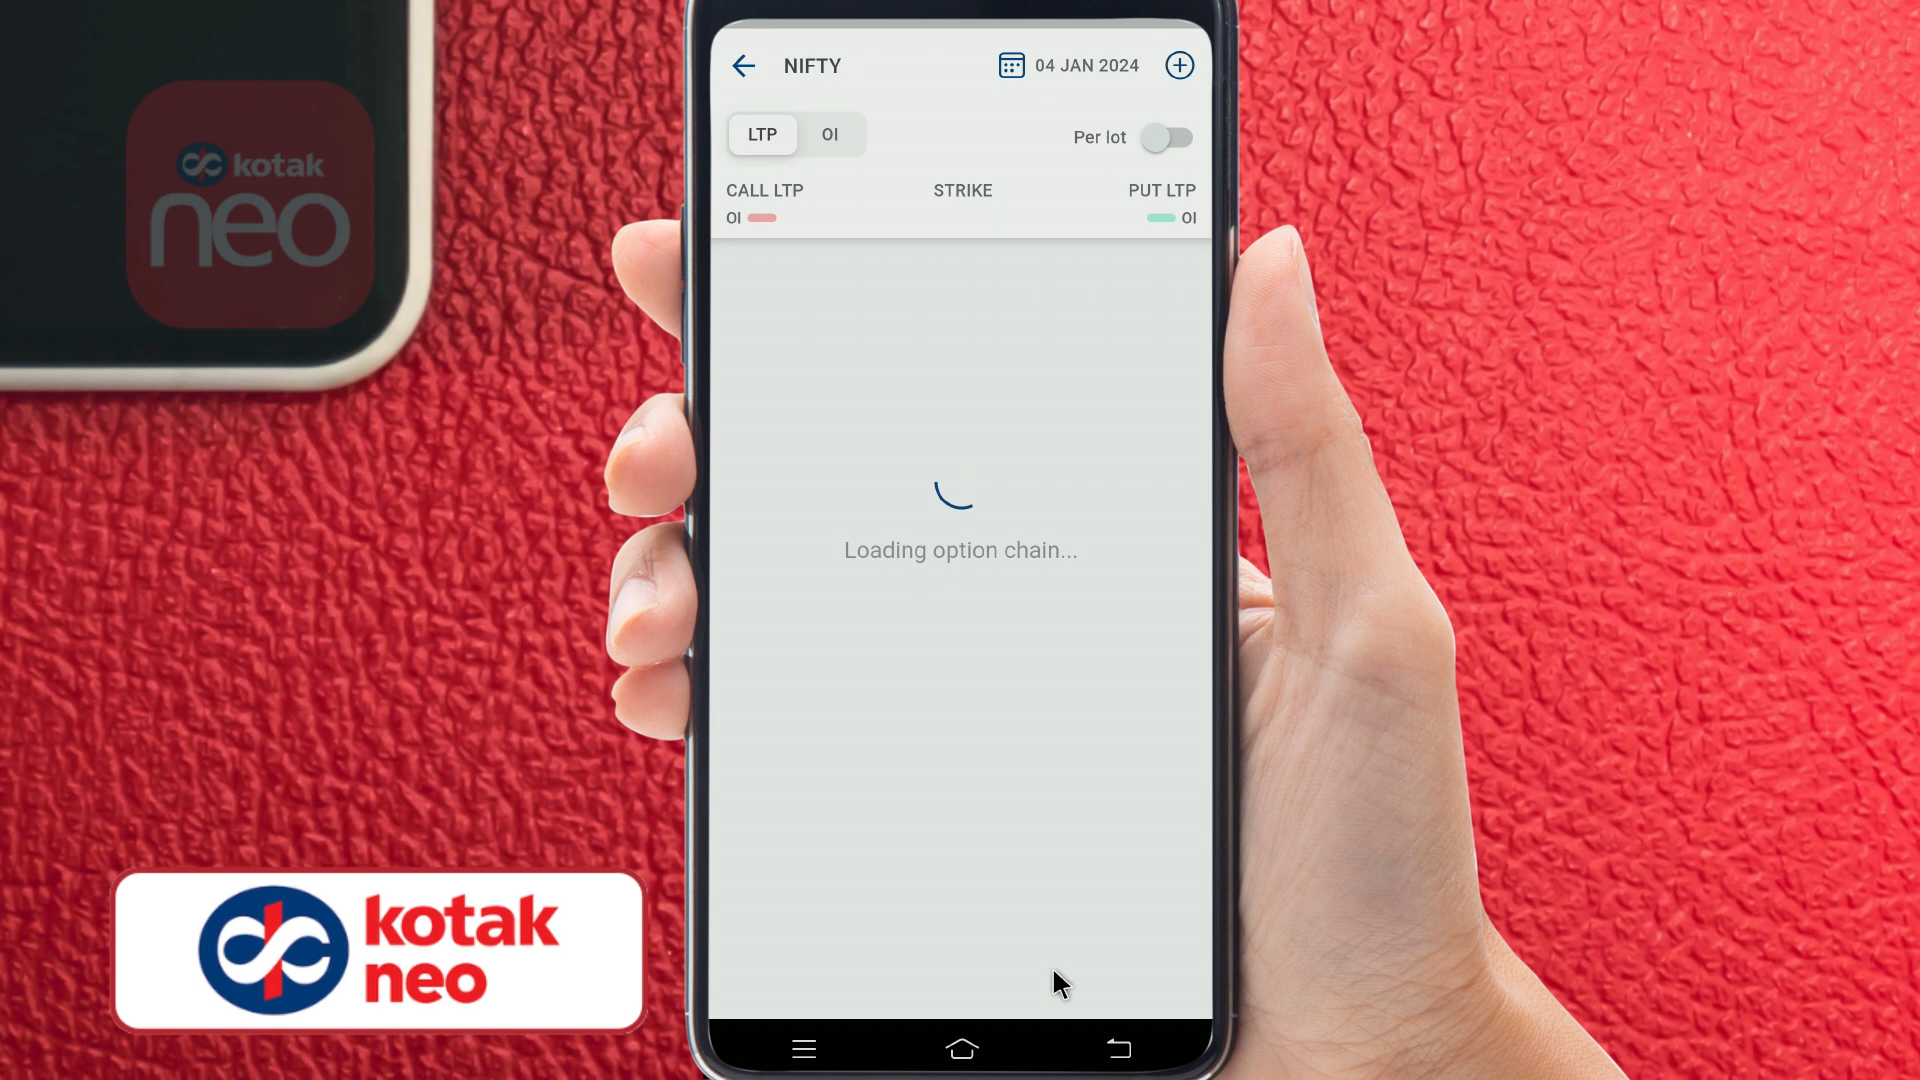 kotak
neo
NIFTY
04 JAN 2024
LTP
OI
Per lot
CALL LTP
STRIKE
PUT LTP
OI
OI
Loading option chain...
kotak
neo